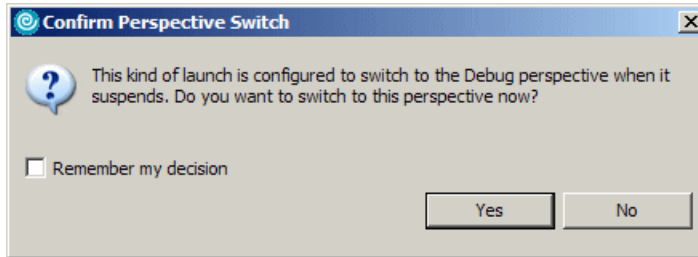 Confirm Perspective Switch
This kind of launch is configured to switch to the Debug perspective when it
suspends. Do you want to switch to this perspective now?
Remember my decision
Yes No